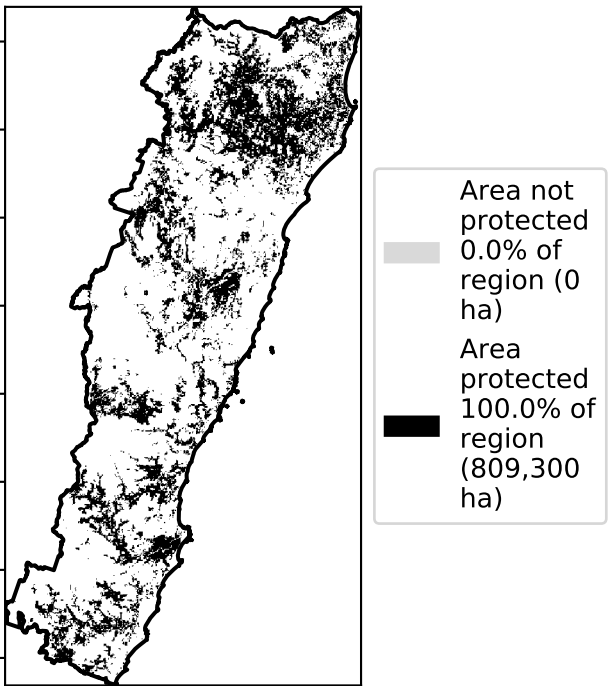 Area not
protected
0.0% of
region (0
ha)
Area
protected
100.0% of
region
(809,300
ha)